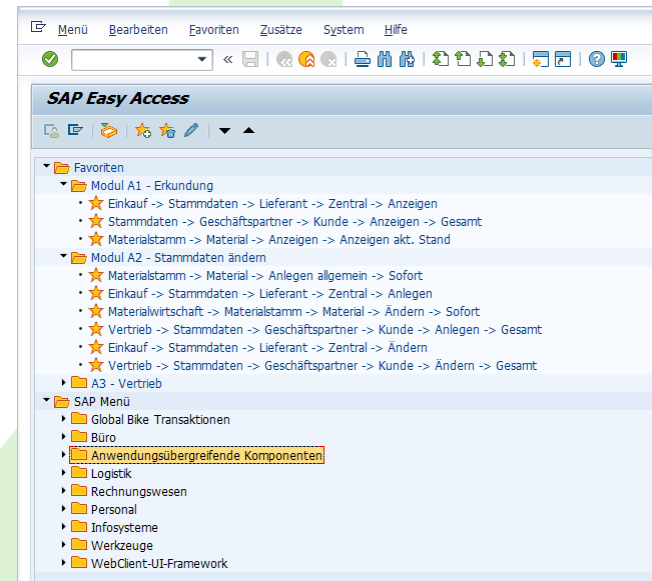 Menü Bearbeiten Favoriten Zusätze System Hilfe
SAP Easy Access
Favoriten
Modul A1 - Erkundung
Einkauf -> Stammdaten -> Lieferant -> Zentral -> Anzeigen
Stammdaten -> Geschäftspartner -> Kunde -> Anzeigen -> Gesamt
Materialstamm -> Material -> Anzeigen -> Anzeigen akt. Stand
Modul A2 - Stammdaten ändern
Materialstamm -> Material -> Anlegen allgemein -> Sofort
Einkauf -> Stammdaten -> Lieferant -> Zentral -> Anlegen
Materialwirtschaft -> Materialstamm -> Material -> Ändern -> Sofort
Vertrieb -> Stammdaten -> Geschäftspartner -> Kunde -> Anlegen -> Gesamt
Einkauf -> Stammdaten -> Lieferant -> Zentral -> Ändern
Vertrieb -> Stammdaten -> Geschäftspartner -> Kunde -> Ändern -> Gesamt
A3 - Vertrieb
SAP Menü
Global Bike Transaktionen
Büro
Anwendungsübergreifende Komponenten
Logistik
Rechnungswesen
Personal
Infosysteme
Werkzeuge
WebClient-UI-Framework